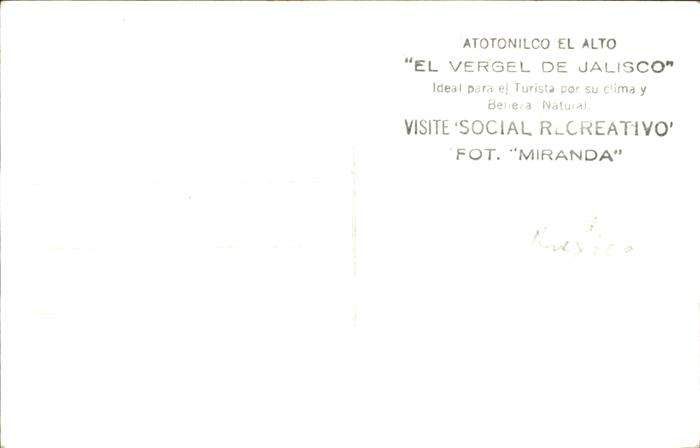 ATOTONILCO EL ALTO
"EL VERGEL DE JALISCO"
Ideal para el Turista por su clima y
Belleza Natural.
VISITE 'SOCIAL RECREATIVO'
FOT. "MIRANDA"